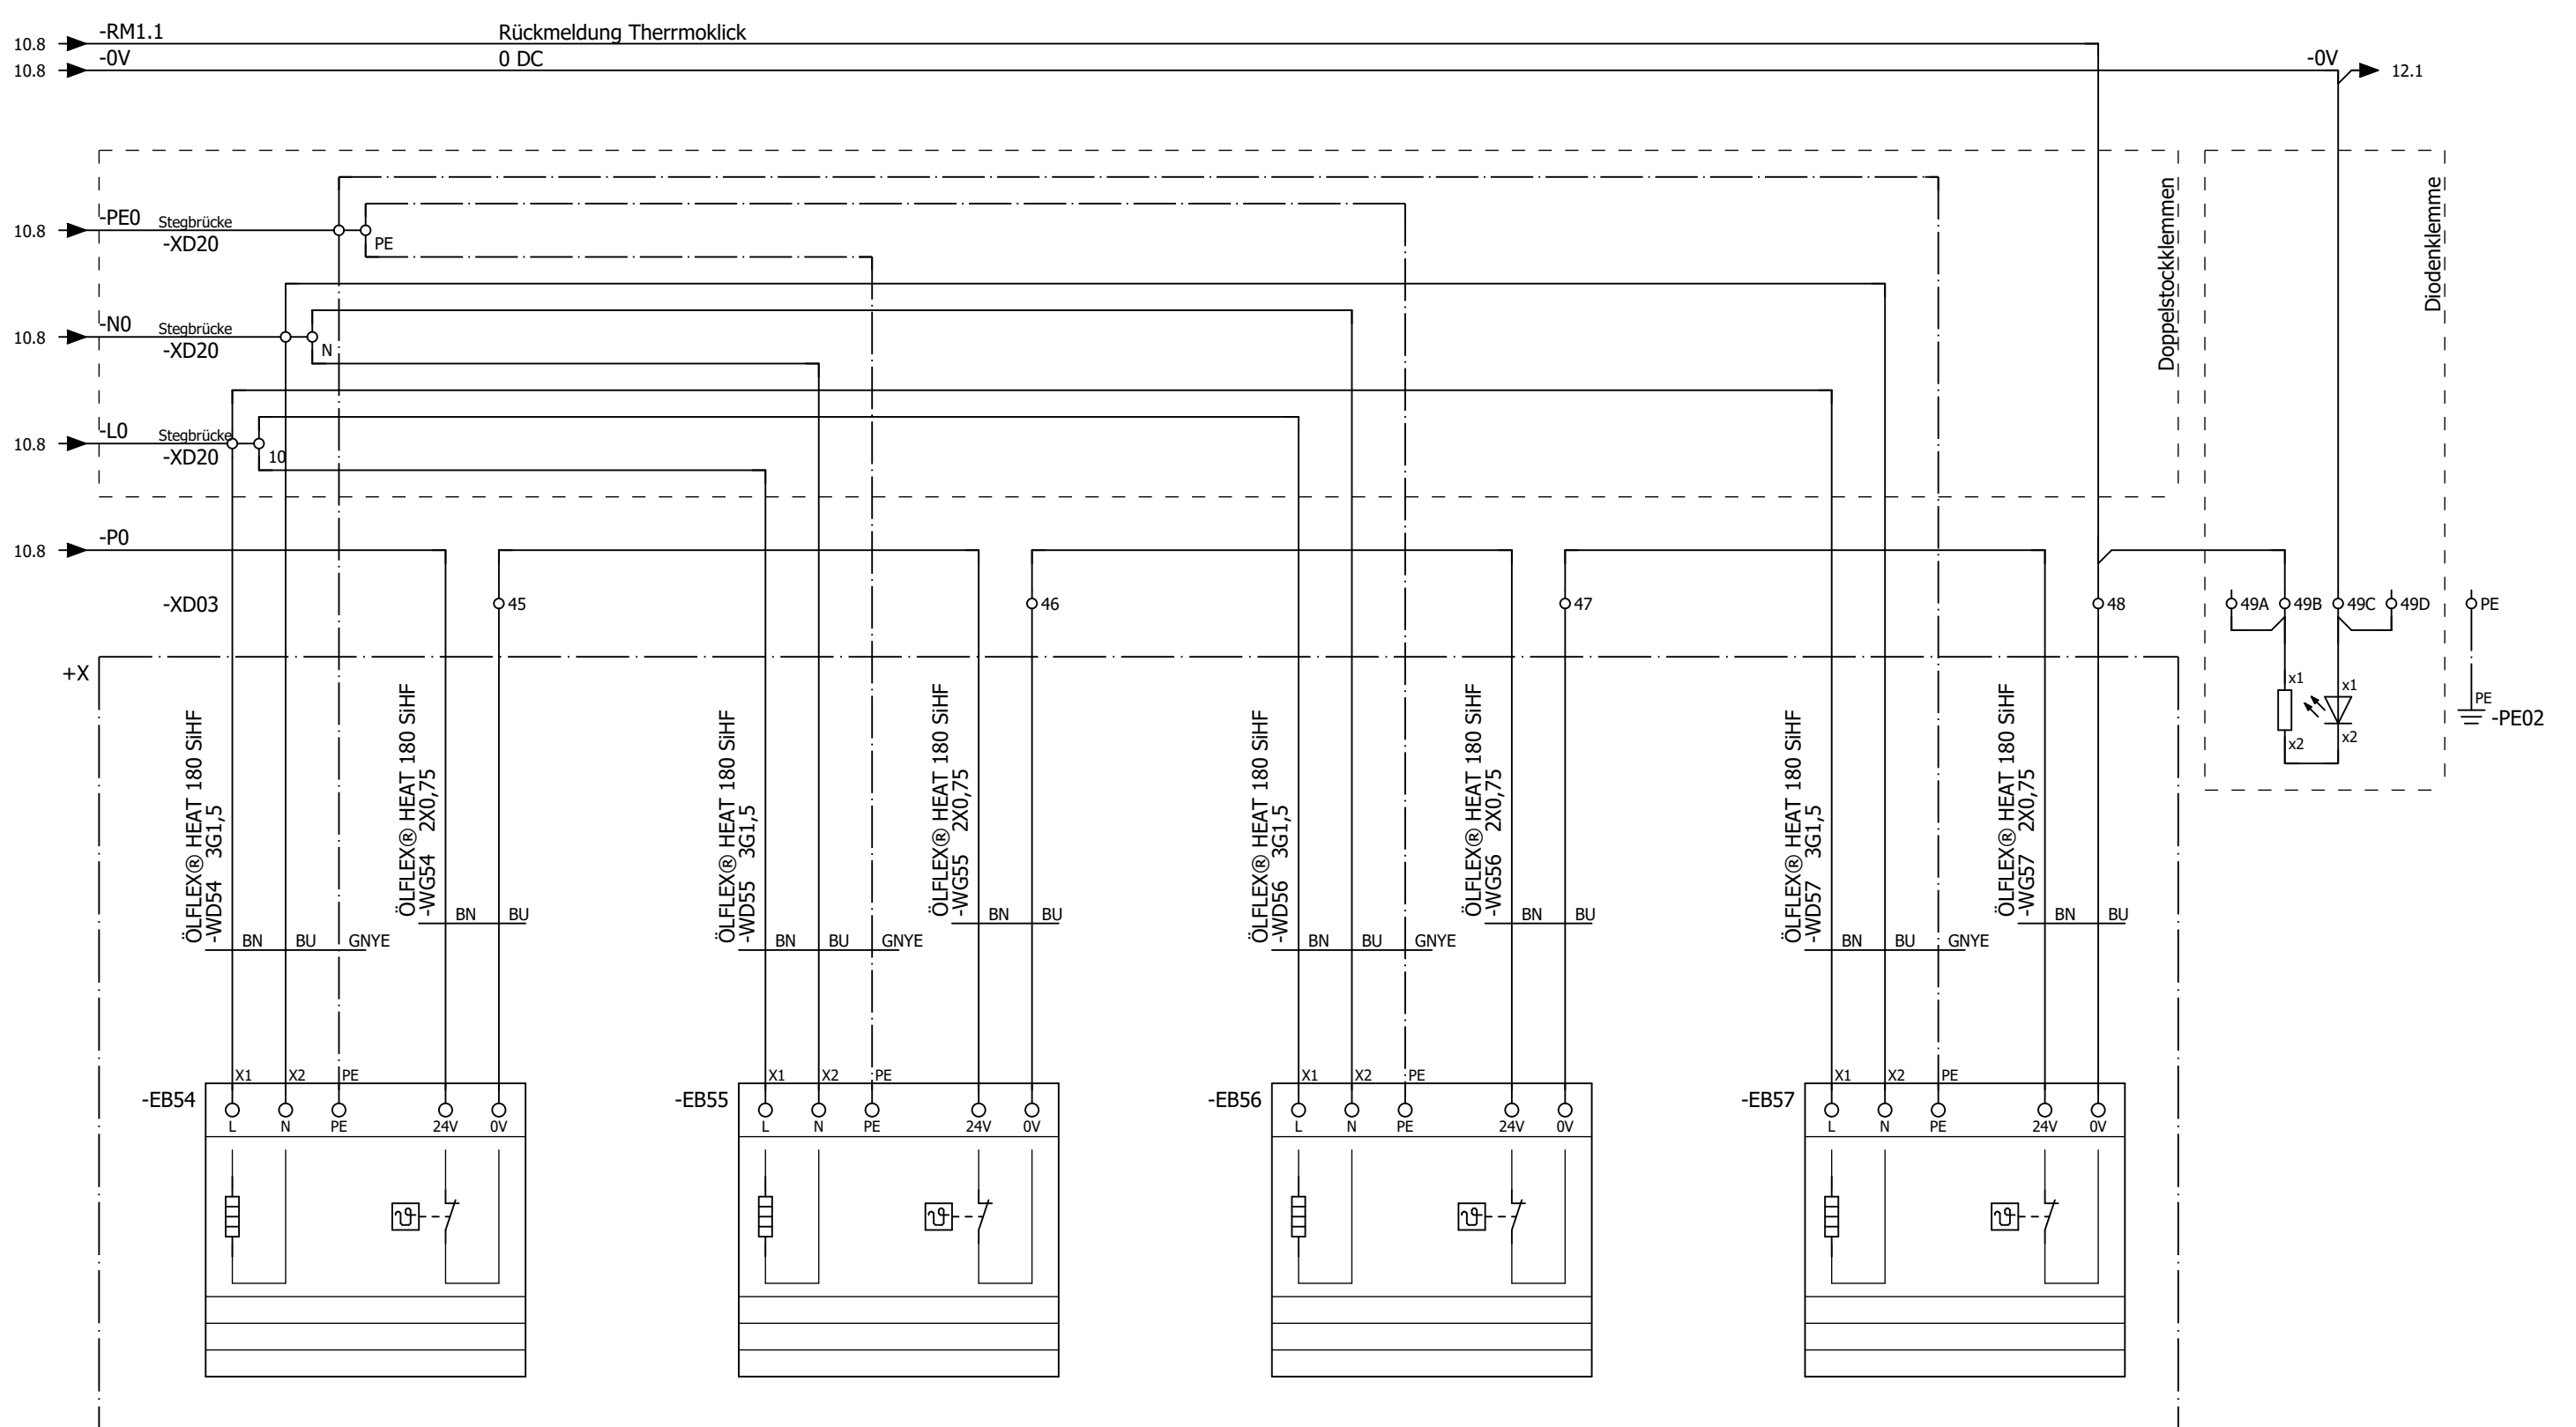 10.8 -RM1.1 Rückmeldung Therrmoklick
10.8 -0V 0 DC -0V 12.1
10.8 -PE0 Stegbrücke
-XD20 PE
10.8 -N0 Stegbrücke
-XD20 N
10.8 -L0 Stegbrücke
-XD20 10
Doppelstockklemmen
Diodenklemme
10.8 -P0
-XD03 45 46 47 48 49A 49B 49C 49D PE
+X
x1 x1 PE
-PE02
x2 x2
ÖLFLEX® HEAT 180 SiHF
-WD54 3G1,5
BN BU GNYE
ÖLFLEX® HEAT 180 SiHF
-WG54 2X0,75
BN BU
ÖLFLEX® HEAT 180 SiHF
-WD55 3G1,5
BN BU GNYE
ÖLFLEX® HEAT 180 SiHF
-WG55 2X0,75
BN BU
ÖLFLEX® HEAT 180 SiHF
-WD56 3G1,5
BN BU GNYE
ÖLFLEX® HEAT 180 SiHF
-WG56 2X0,75
BN BU
ÖLFLEX® HEAT 180 SiHF
-WD57 3G1,5
BN BU GNYE
ÖLFLEX® HEAT 180 SiHF
-WG57 2X0,75
BN BU
X1 X2 PE
-EB54
L N PE 24V 0V
X1 X2 PE
-EB55
L N PE 24V 0V
X1 X2 PE
-EB56
L N PE 24V 0V
X1 X2 PE
-EB57
L N PE 24V 0V